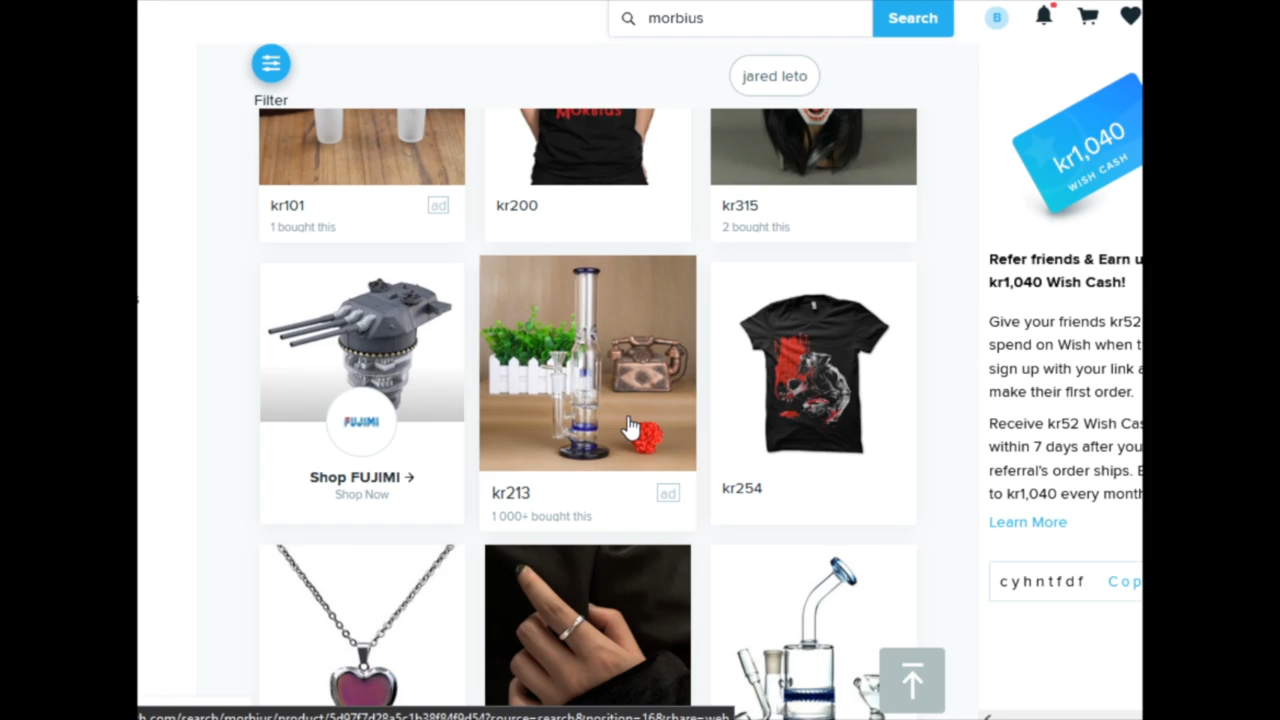 morbius
Search
B
jared leto
Filter
MORBIUS
kr101
ad
1 bought this
kr200
kr315
2 bought this
kr1,040
WISH CASH
Refer friends & Earn u
kr1,040 Wish Cash!
Give your friends kr52
spend on Wish when t
sign up with your link a
make their first order.
Receive kr52 Wish Cas
within 7 days after you
referral's order ships. E
to kr1,040 every month
Learn More
cyhntfdf Cop
FUJIMI
Shop FUJIMI →
Shop Now
kr213
ad
1 000+ bought this
kr254